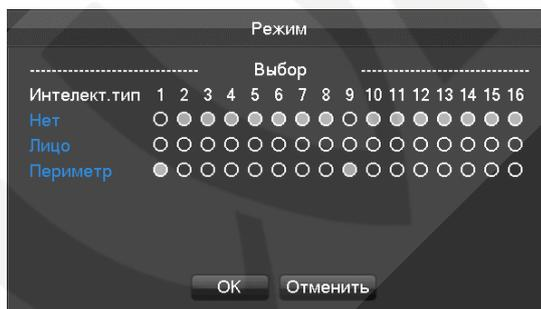 Режим
Выбор
Интелект.тип 1 2 3 4 5 6 7 8 9 10 11 12 13 14 15 16
Нет
Лицо
Периметр
OK Отменить